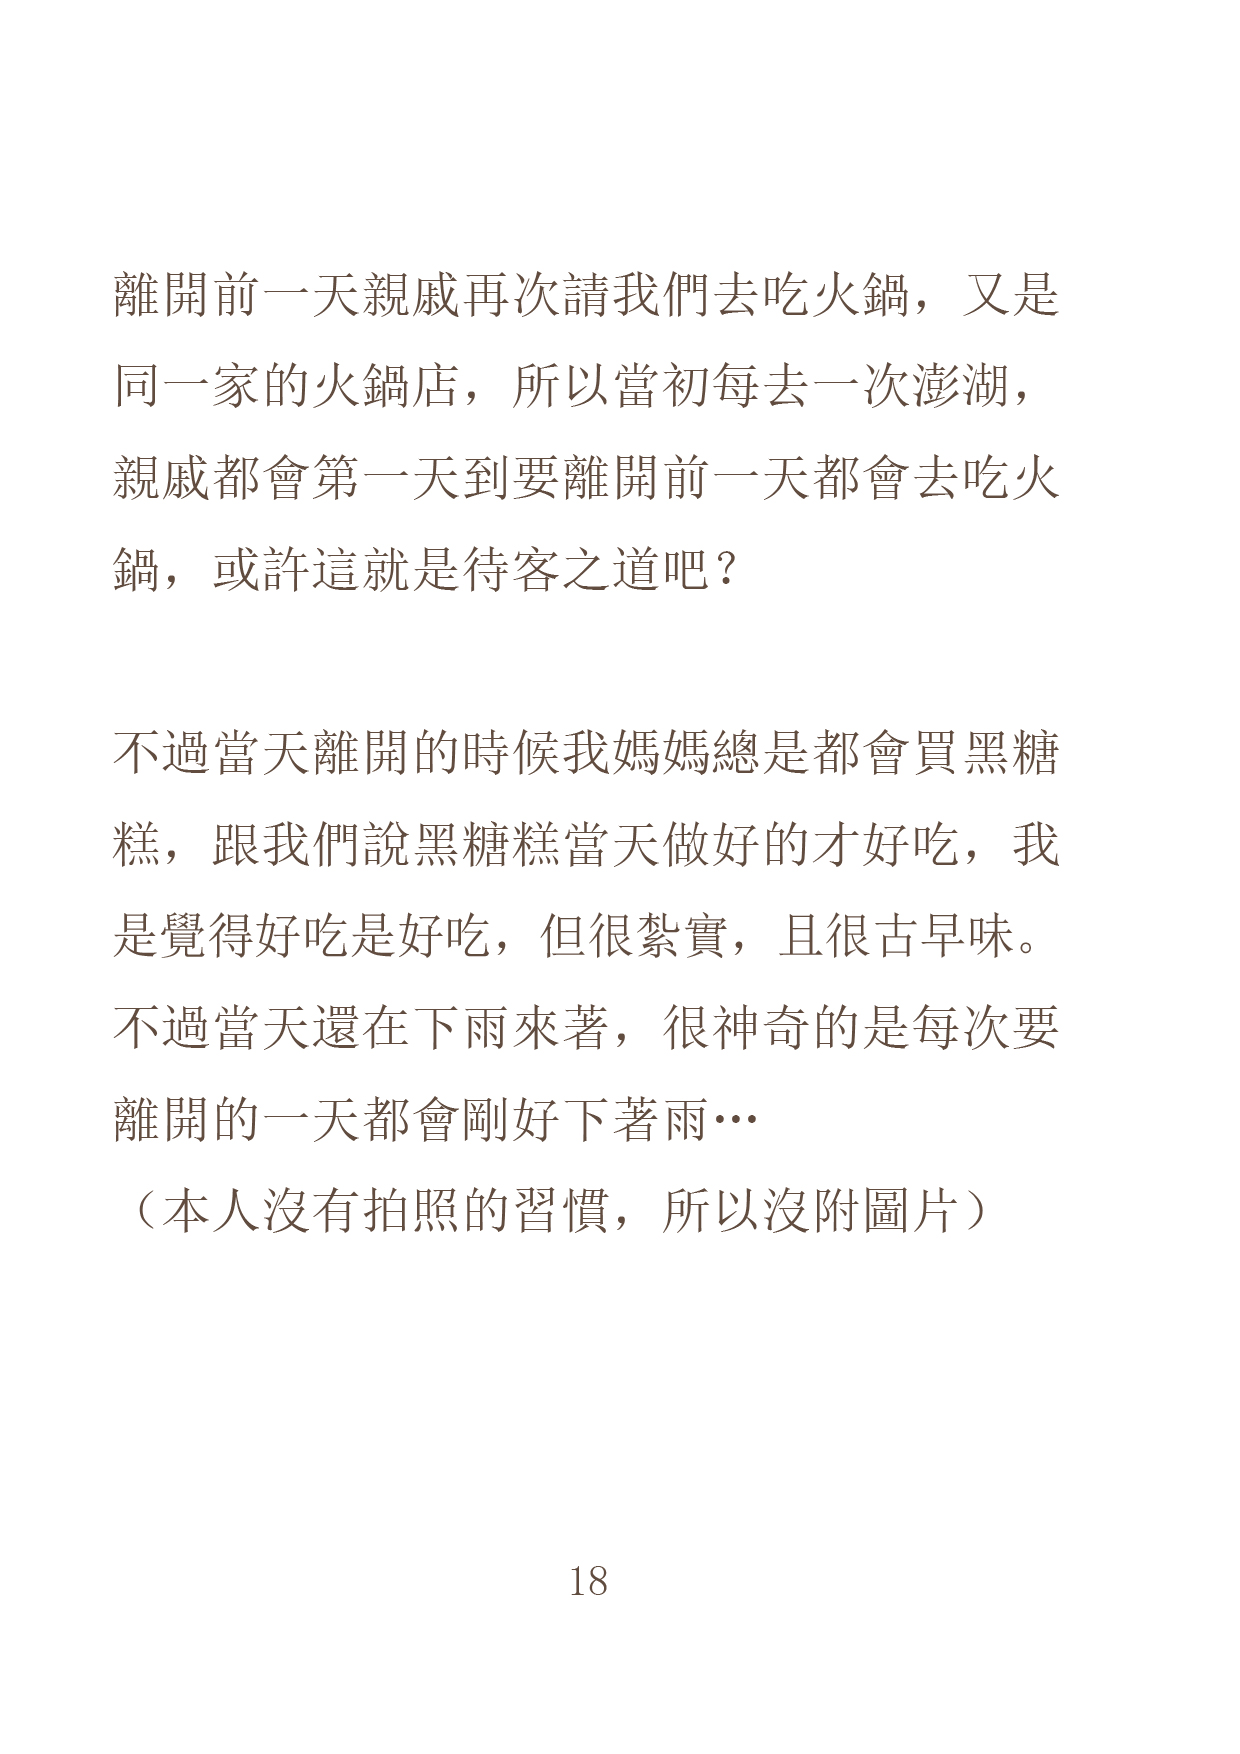 離開前一天親戚再次請我們去吃火鍋，又是
同一家的火鍋店，所以當初每去一次澎湖，
親戚都會第一天到要離開前一天都會去吃火
鍋，或許這就是待客之道吧？
不過當天離開的時候我媽媽總是都會買黑糖
糕，跟我們說黑糖糕當天做好的才好吃，我
是覺得好吃是好吃，但很紮實，且很古早味。
不過當天還在下雨來著，很神奇的是每次要
離開的一天都會剛好下著雨…
（本人沒有拍照的習慣，所以沒附圖片）
18